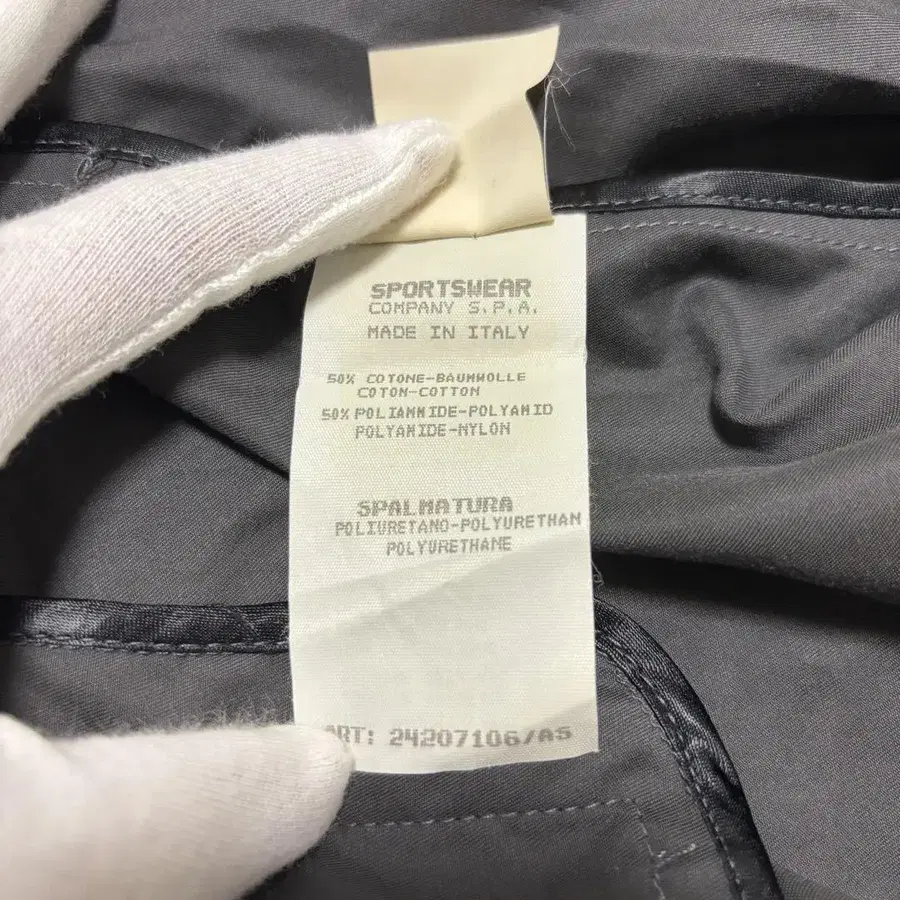 SPORTSWEAR
COMPANY S.P.A.
MADE IN ITALY
50% COTONE-BAUMWOLLE
COTON-COTTON
50% POLIAMMIDE-POLYAMID
POLYAMIDE-NYLON
SPALMATURA
POLIURETANO-POLYURETHAN
POLYURETHANE
ART: 24207106/A5